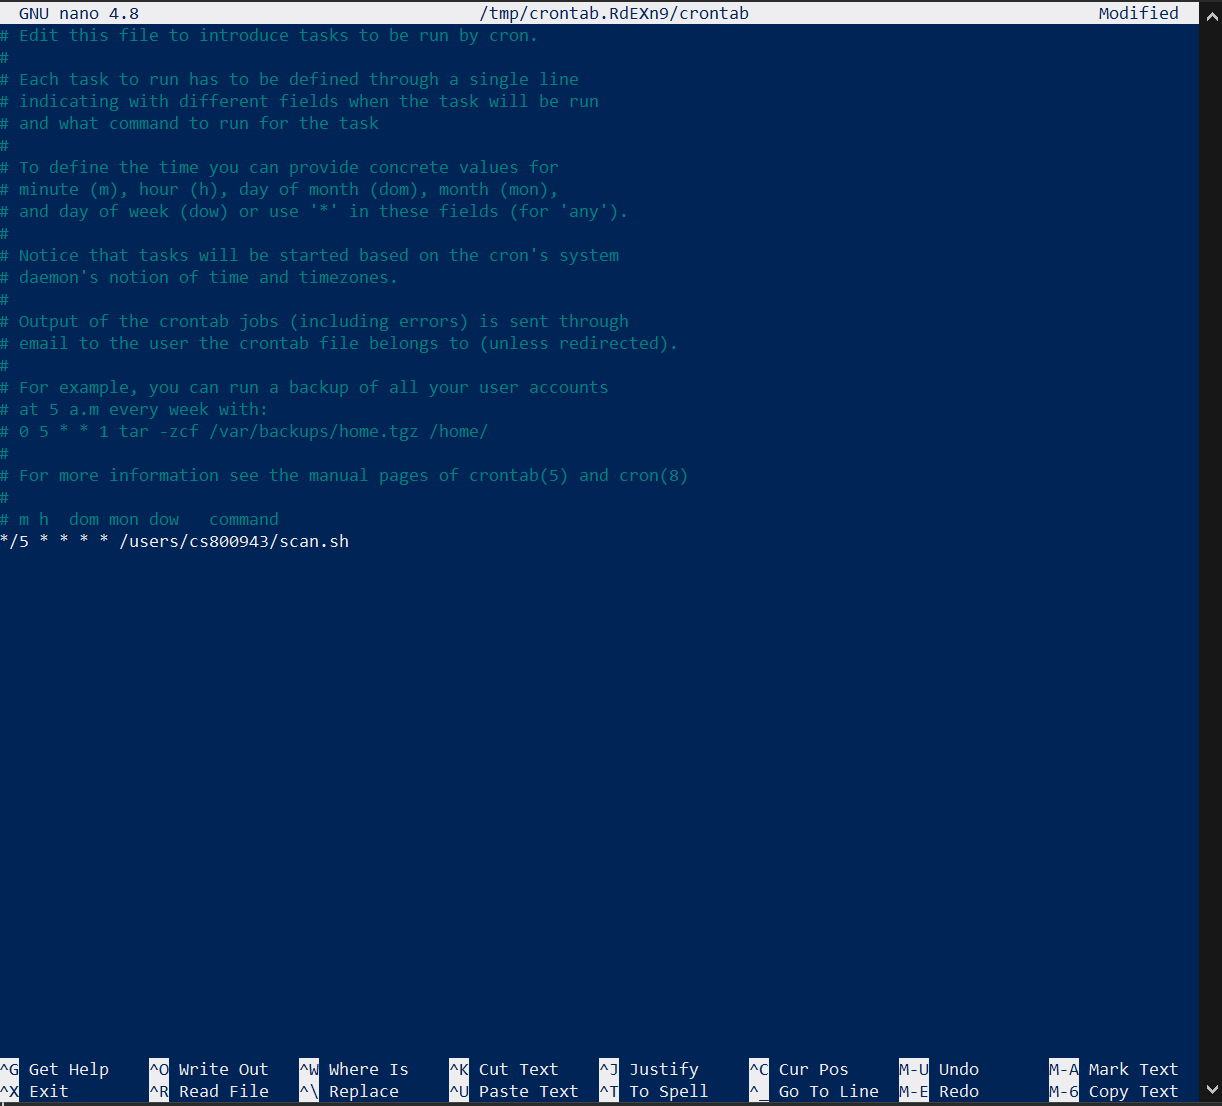 GNU nano 4.8 /tmp/crontab.RdEXn9/crontab Modified
# Edit this file to introduce tasks to be run by cron.
#
# Each task to run has to be defined through a single line
# indicating with different fields when the task will be run
# and what command to run for the task
#
# To define the time you can provide concrete values for
# minute (m), hour (h), day of month (dom), month (mon),
# and day of week (dow) or use '*' in these fields (for 'any').
#
# Notice that tasks will be started based on the cron's system
# daemon's notion of time and timezones.
#
# Output of the crontab jobs (including errors) is sent through
# email to the user the crontab file belongs to (unless redirected).
#
# For example, you can run a backup of all your user accounts
# at 5 a.m every week with:
# 0 5 * * 1 tar -zcf /var/backups/home.tgz /home/
#
# For more information see the manual pages of crontab(5) and cron(8)
#
# m h  dom mon dow   command
*/5 * * * * /users/cs800943/scan.sh
^G Get Help ^O Write Out ^W Where Is ^K Cut Text ^J Justify ^C Cur Pos M-U Undo M-A Mark Text
^X Exit ^R Read File ^\ Replace ^U Paste Text ^T To Spell ^_ Go To Line M-E Redo M-6 Copy Text